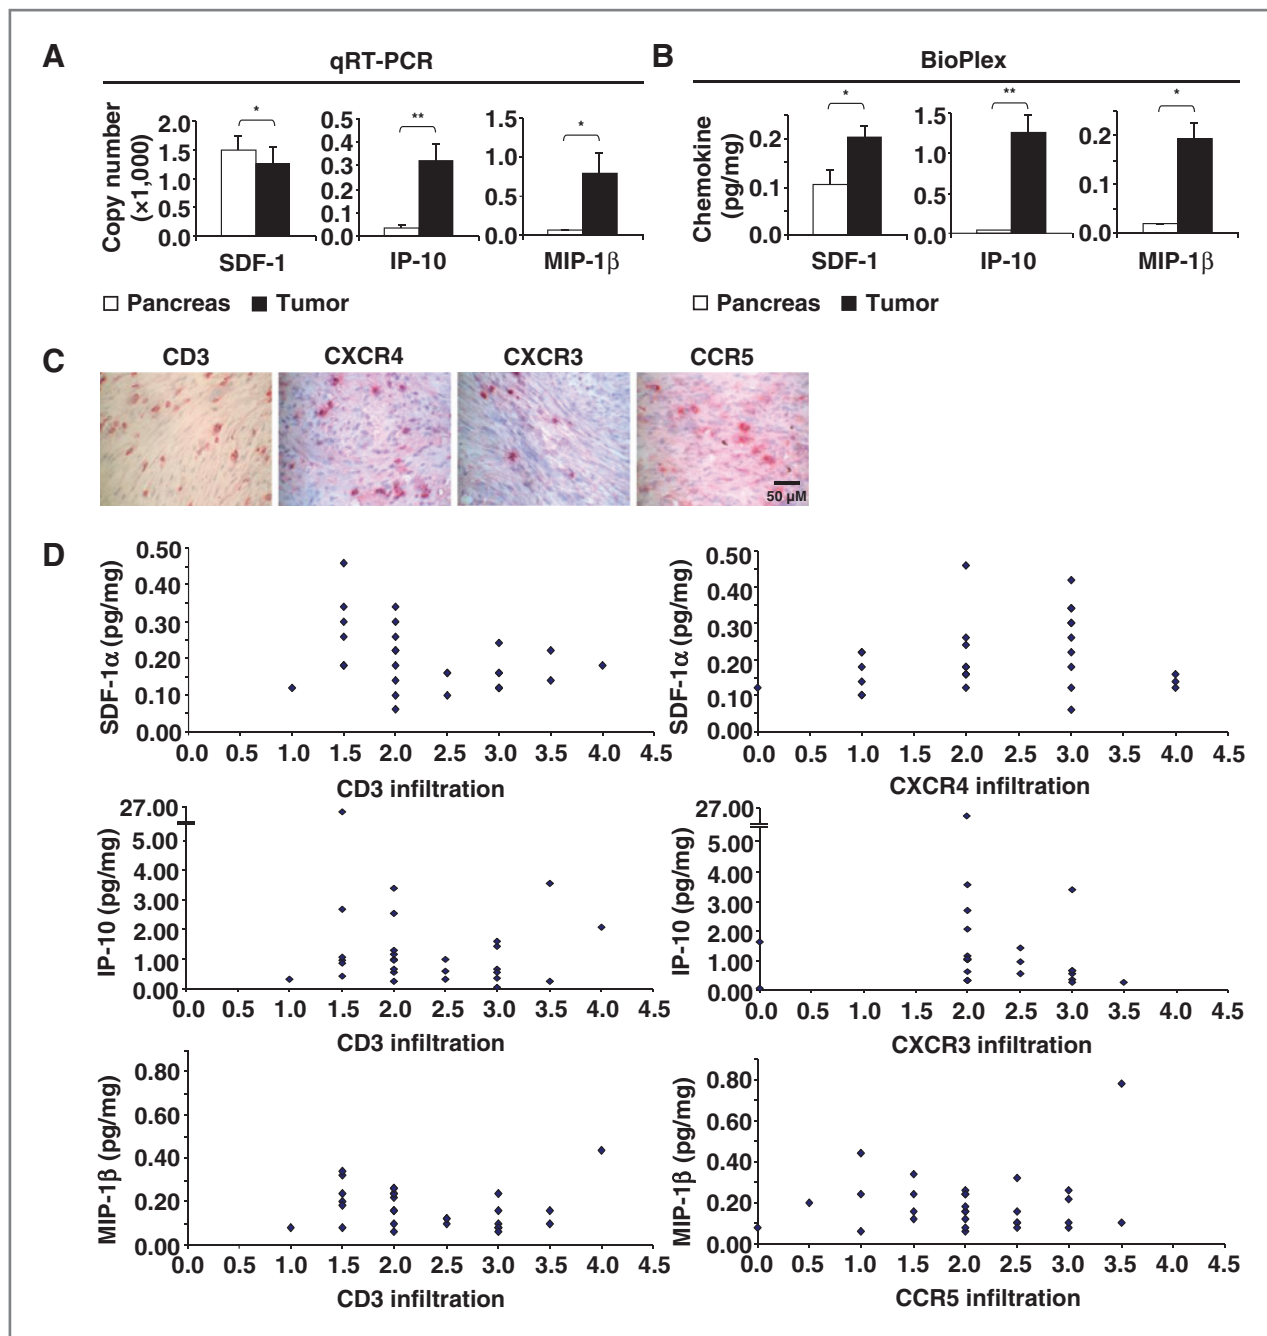 A
qRT-PCR
Copy number
(×1,000)
2.0
1.5
1.0
0.5
0.0
*
SDF-1
0.5
0.4
0.3
0.2
0.1
0.0
**
IP-10
1.5
1.0
0.5
0.0
*
MIP-1β
Pancreas Tumor
B
BioPlex
Chemokine
(pg/mg)
0.2
0.1
0.0
*
SDF-1
1.5
1.0
0.5
0.0
**
IP-10
0.2
0.1
0.0
*
MIP-1β
Pancreas Tumor
C
CD3 CXCR4 CXCR3 CCR5
50 µM
D
SDF-1α (pg/mg)
0.50
0.40
0.30
0.20
0.10
0.00
0.0 0.5 1.0 1.5 2.0 2.5 3.0 3.5 4.0 4.5
CD3 infiltration
SDF-1α (pg/mg)
0.50
0.40
0.30
0.20
0.10
0.00
0.0 0.5 1.0 1.5 2.0 2.5 3.0 3.5 4.0 4.5
CXCR4 infiltration
IP-10 (pg/mg)
27.00
5.00
4.00
3.00
2.00
1.00
0.00
0.0 0.5 1.0 1.5 2.0 2.5 3.0 3.5 4.0 4.5
CD3 infiltration
IP-10 (pg/mg)
27.00
5.00
4.00
3.00
2.00
1.00
0.00
0.0 0.5 1.0 1.5 2.0 2.5 3.0 3.5 4.0 4.5
CXCR3 infiltration
MIP-1β (pg/mg)
0.80
0.60
0.40
0.20
0.00
0.0 0.5 1.0 1.5 2.0 2.5 3.0 3.5 4.0 4.5
CD3 infiltration
MIP-1β (pg/mg)
0.80
0.60
0.40
0.20
0.00
0.0 0.5 1.0 1.5 2.0 2.5 3.0 3.5 4.0 4.5
CCR5 infiltration